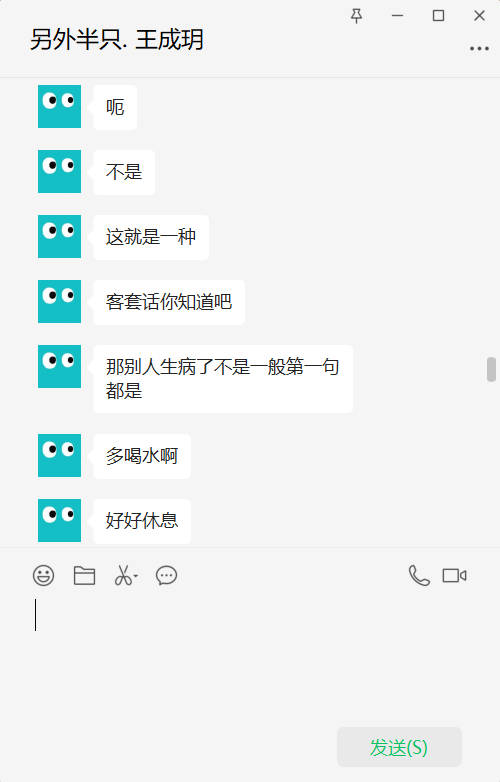 另外半只. 王成玥
呃
不是
这就是一种
客套话你知道吧
那别人生病了不是一般第一句
都是
多喝水啊
好好休息
发送(S)